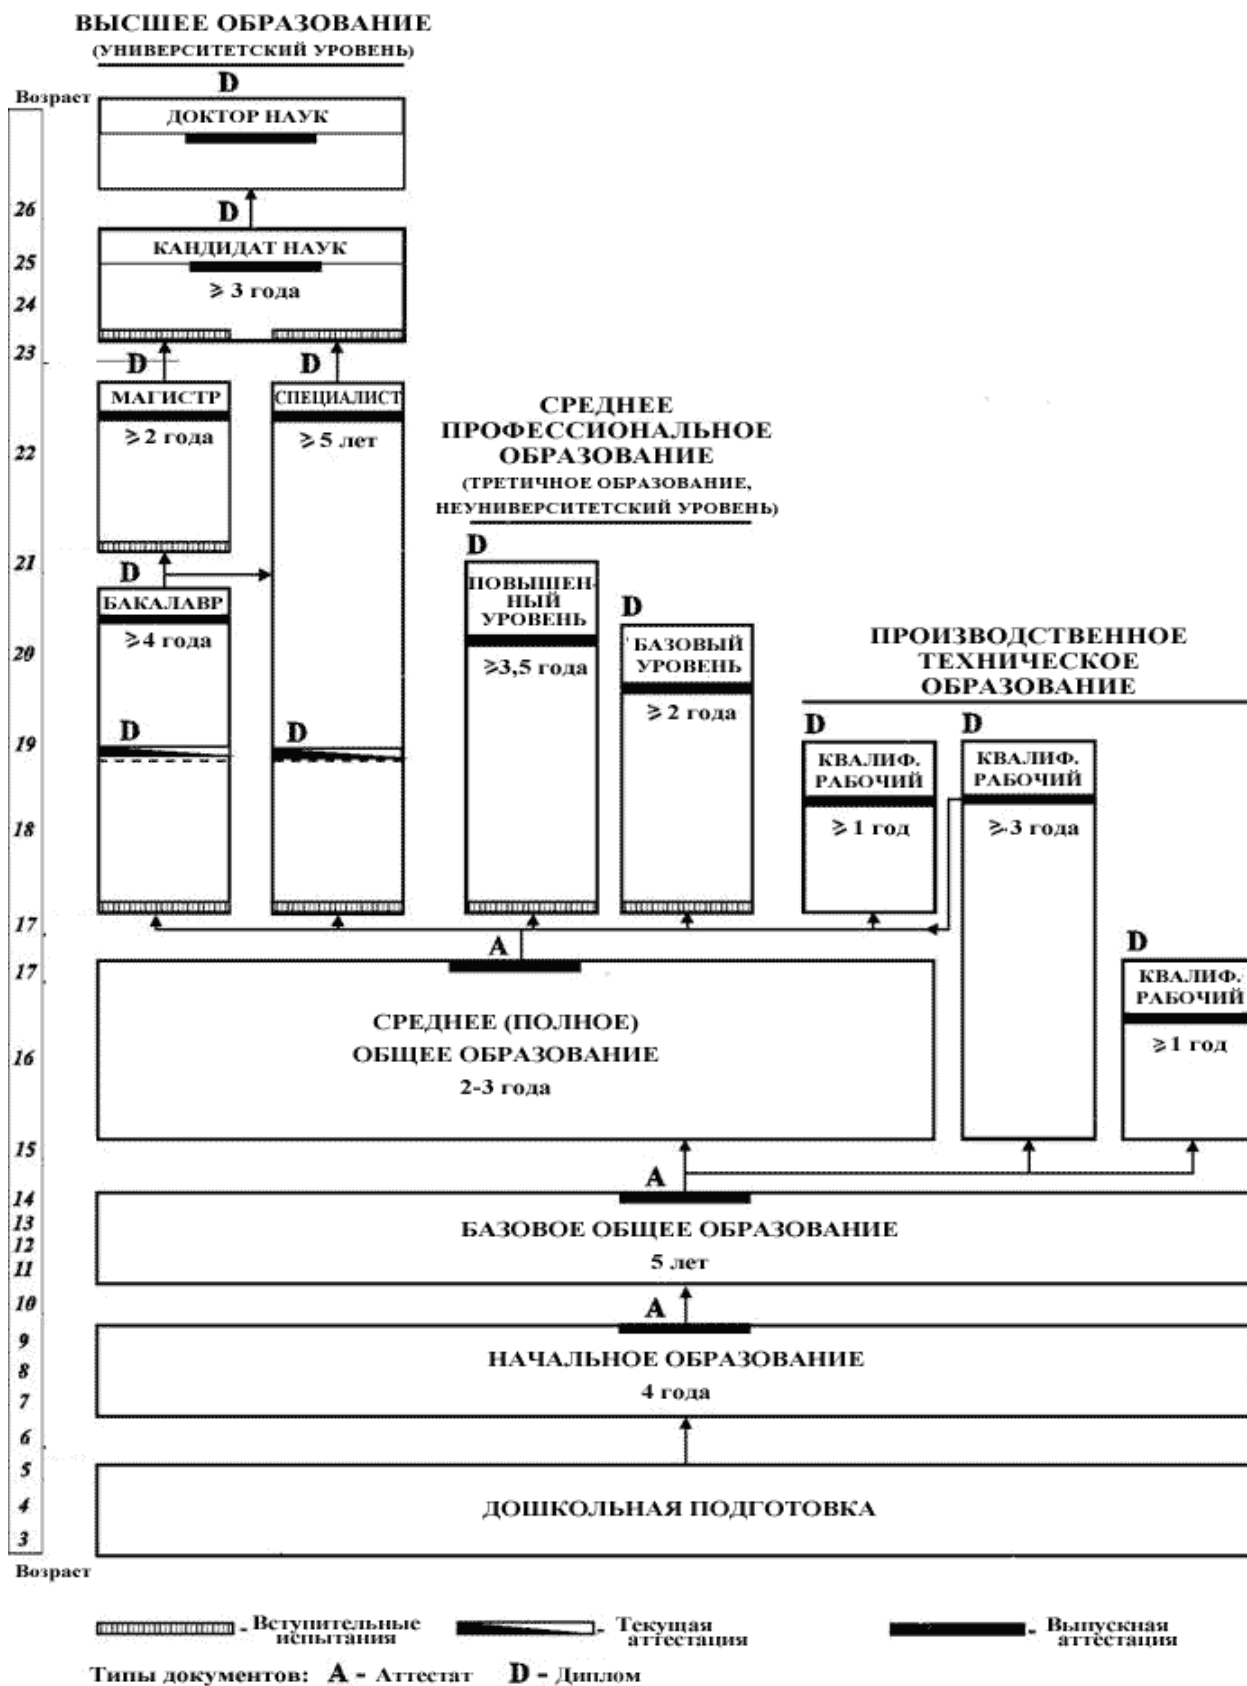 ВЫСШЕЕ ОБРАЗОВАНИЕ
(УНИВЕРСИТЕТСКИЙ УРОВЕНЬ)
Возраст
D
ДОКТОР НАУК
26
D
КАНДИДАТ НАУК
25
⩾ 3 года
24
23
D
D
МАГИСТР
СПЕЦИАЛИСТ
⩾ 2 года
⩾ 5 лет
22
СРЕДНЕЕ
ПРОФЕССИОНАЛЬНОЕ
ОБРАЗОВАНИЕ
(ТРЕТИЧНОЕ ОБРАЗОВАНИЕ,
НЕУНИВЕРСИТЕТСКИЙ УРОВЕНЬ)
21
D
БАКАЛАВР
⩾ 4 года
20
D
ПОВЫШЕН-
НЫЙ
УРОВЕНЬ
⩾3,5 года
D
БАЗОВЫЙ
УРОВЕНЬ
⩾ 2 года
ПРОИЗВОДСТВЕННОЕ
ТЕХНИЧЕСКОЕ
ОБРАЗОВАНИЕ
19
D
D
D
КВАЛИФ.
РАБОЧИЙ
⩾ 1 год
D
КВАЛИФ.
РАБОЧИЙ
⩾ 3 года
18
17
A
D
КВАЛИФ.
РАБОЧИЙ
⩾ 1 год
17
СРЕДНЕЕ (ПОЛНОЕ)
ОБЩЕЕ ОБРАЗОВАНИЕ
2-3 года
16
15
A
14
13
12
11
БАЗОВОЕ ОБЩЕЕ ОБРАЗОВАНИЕ
5 лет
10
A
9
8
7
НАЧАЛЬНОЕ ОБРАЗОВАНИЕ
4 года
6
5
4
3
ДОШКОЛЬНАЯ ПОДГОТОВКА
Возраст
- Вступительные
испытания
- Текущая
аттестация
- Выпускная
аттестация
Типы документов: A - Аттестат D - Диплом